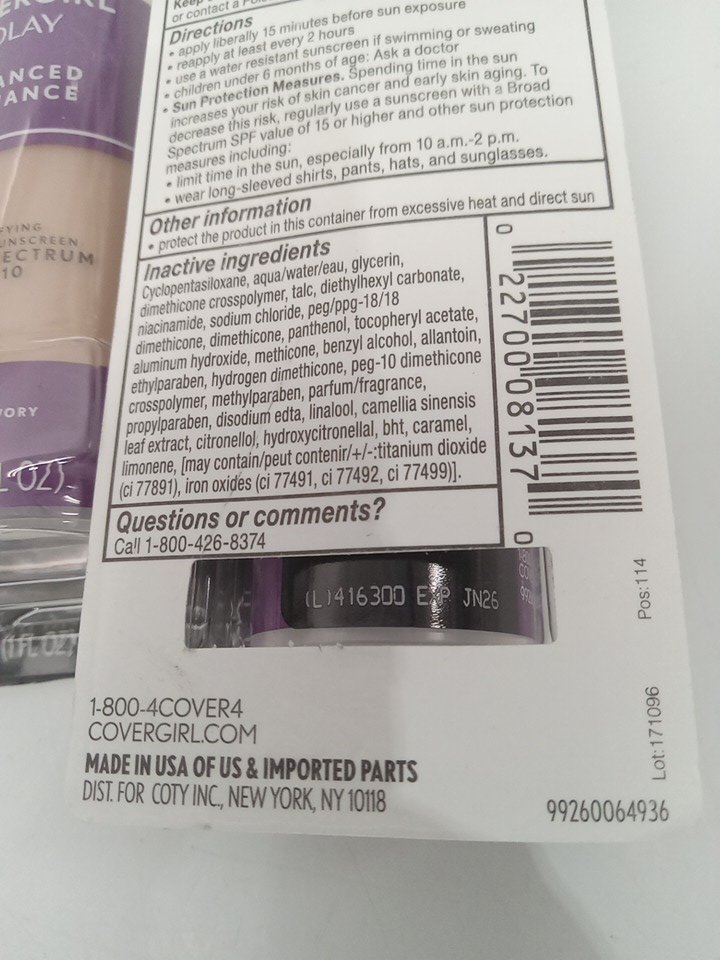 OLAY
ANCED
ANCE
YING
UNSCREEN
ECTRUM
10
VORY
OZ)
(1 FL OZ)
or contact a
Directions
• apply liberally 15 minutes before sun exposure
• reapply at least every 2 hours
• use a water resistant sunscreen if swimming or sweating
• children under 6 months of age: Ask a doctor
• Sun Protection Measures. Spending time in the sun
increases your risk of skin cancer and early skin aging. To
decrease this risk, regularly use a sunscreen with a Broad
Spectrum SPF value of 15 or higher and other sun protection
measures including:
• limit time in the sun, especially from 10 a.m.-2 p.m.
• wear long-sleeved shirts, pants, hats, and sunglasses.
Other information
• protect the product in this container from excessive heat and direct sun
Inactive ingredients
Cyclopentasiloxane, aqua/water/eau, glycerin,
dimethicone crosspolymer, talc, diethylhexyl carbonate,
niacinamide, sodium chloride, peg/ppg-18/18
dimethicone, dimethicone, panthenol, tocopheryl acetate,
aluminum hydroxide, methicone, benzyl alcohol, allantoin,
ethylparaben, hydrogen dimethicone, peg-10 dimethicone
crosspolymer, methylparaben, parfum/fragrance,
propylparaben, disodium edta, linalool, camellia sinensis
leaf extract, citronellol, hydroxycitronellal, bht, caramel,
limonene, [may contain/peut contenir/+/-:titanium dioxide
(ci 77891), iron oxides (ci 77491, ci 77492, ci 77499)].
0 22700 08137 0
Questions or comments?
Call 1-800-426-8374
(L)416300 EXP JN26
Pos:114
Lot:171096
1-800-4COVER4
COVERGIRL.COM
MADE IN USA OF US & IMPORTED PARTS
DIST. FOR COTY INC., NEW YORK, NY 10118
99260064936